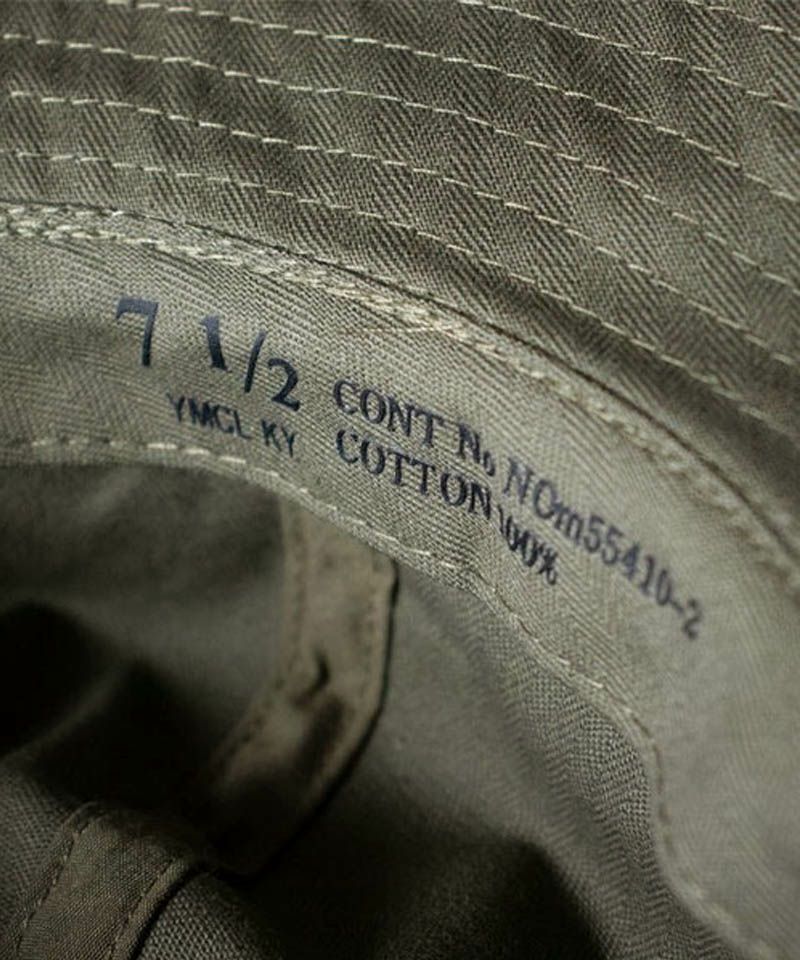 7 1/2
YMCL KY
CONT No NOm55410-2
COTTON 100%